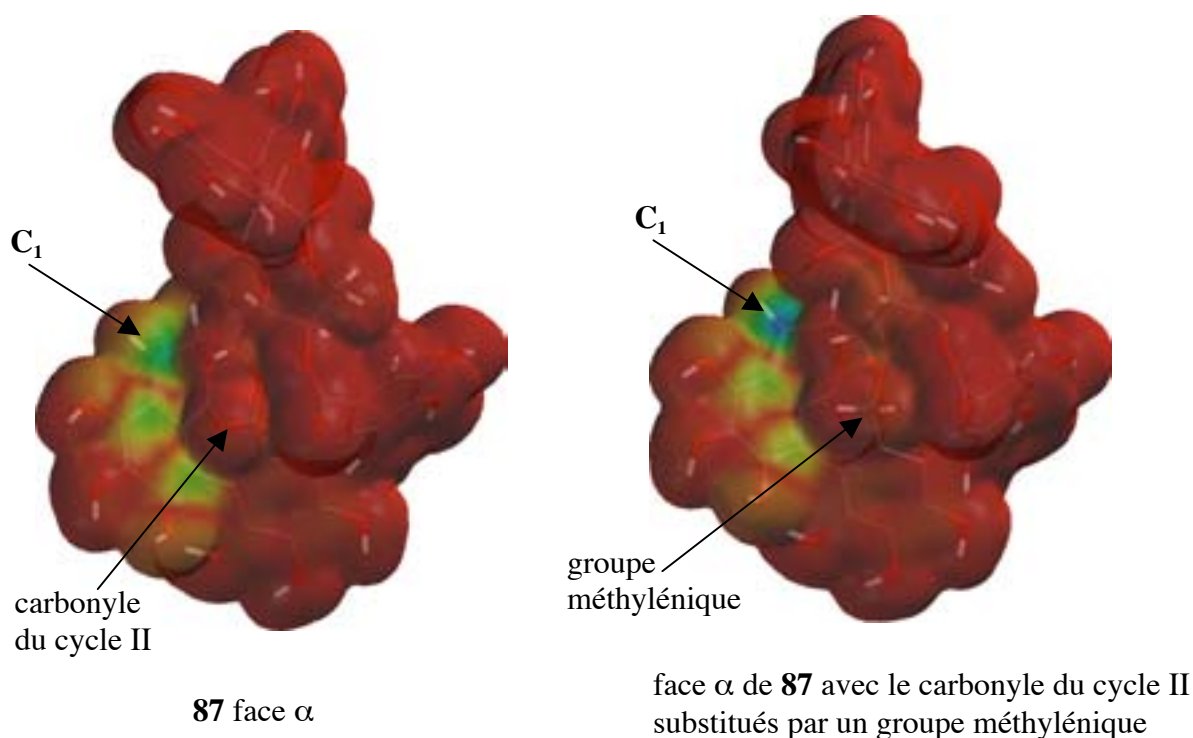 C₁
C₁
carbonyle
du cycle II
groupe
méthylénique
87 face α
face α de 87 avec le carbonyle du cycle II
substitués par un groupe méthylénique